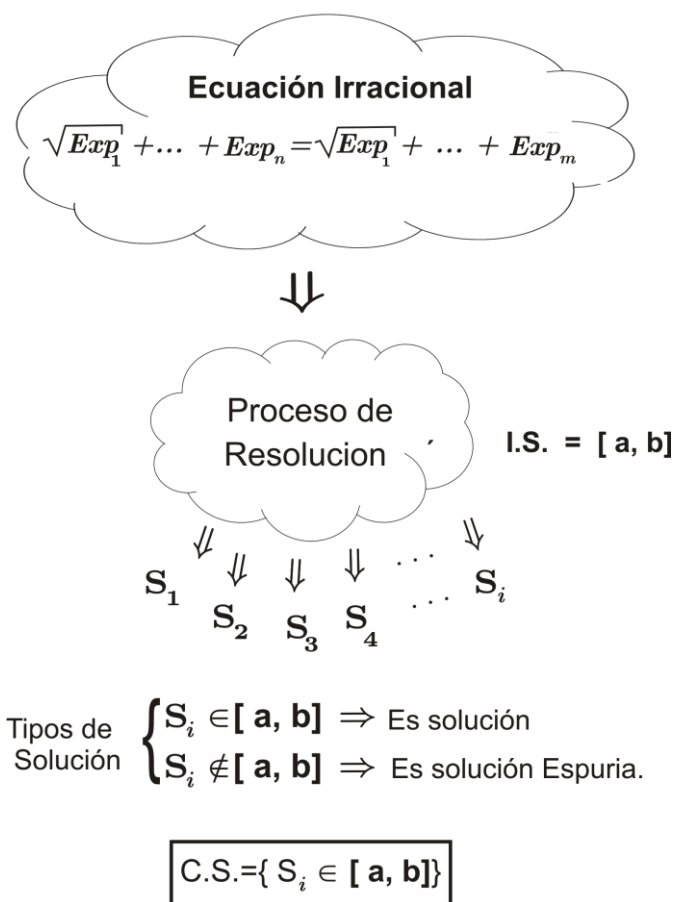 Ecuación Irracional
√Exp₁ + ... + Expₙ = √Exp₁ + ... + Expₘ
⇓
Proceso de
Resolucion ´
I.S. = [ a, b]
⇓ ⇓ ⇓ ⇓ . . . ⇓
S₁ S₂ S₃ S₄ . . . Sᵢ
Tipos de
Solución
{ Sᵢ ∈ [ a, b] ⇒ Es solución
Sᵢ ∉ [ a, b] ⇒ Es solución Espuria.
C.S.={ Sᵢ ∈ [ a, b]}